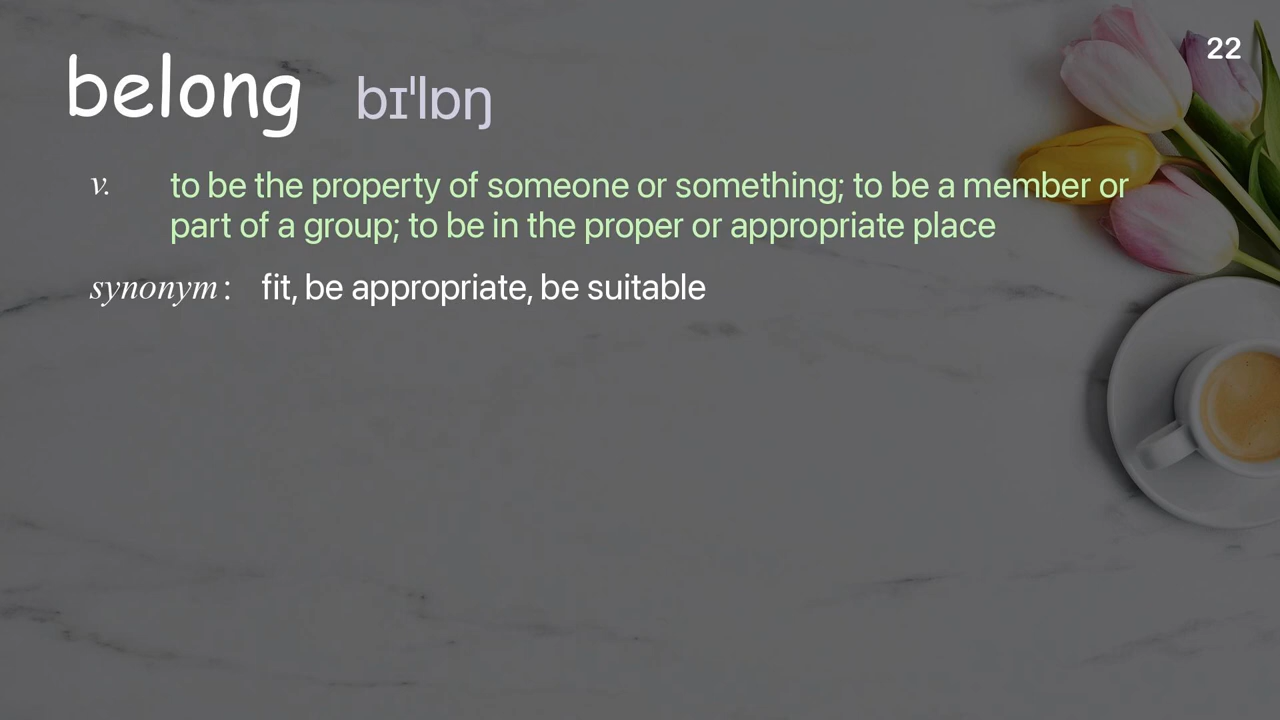 22
belong bɪˈlɒŋ
v. to be the property of someone or something; to be a member or
part of a group; to be in the proper or appropriate place
synonym : fit, be appropriate, be suitable